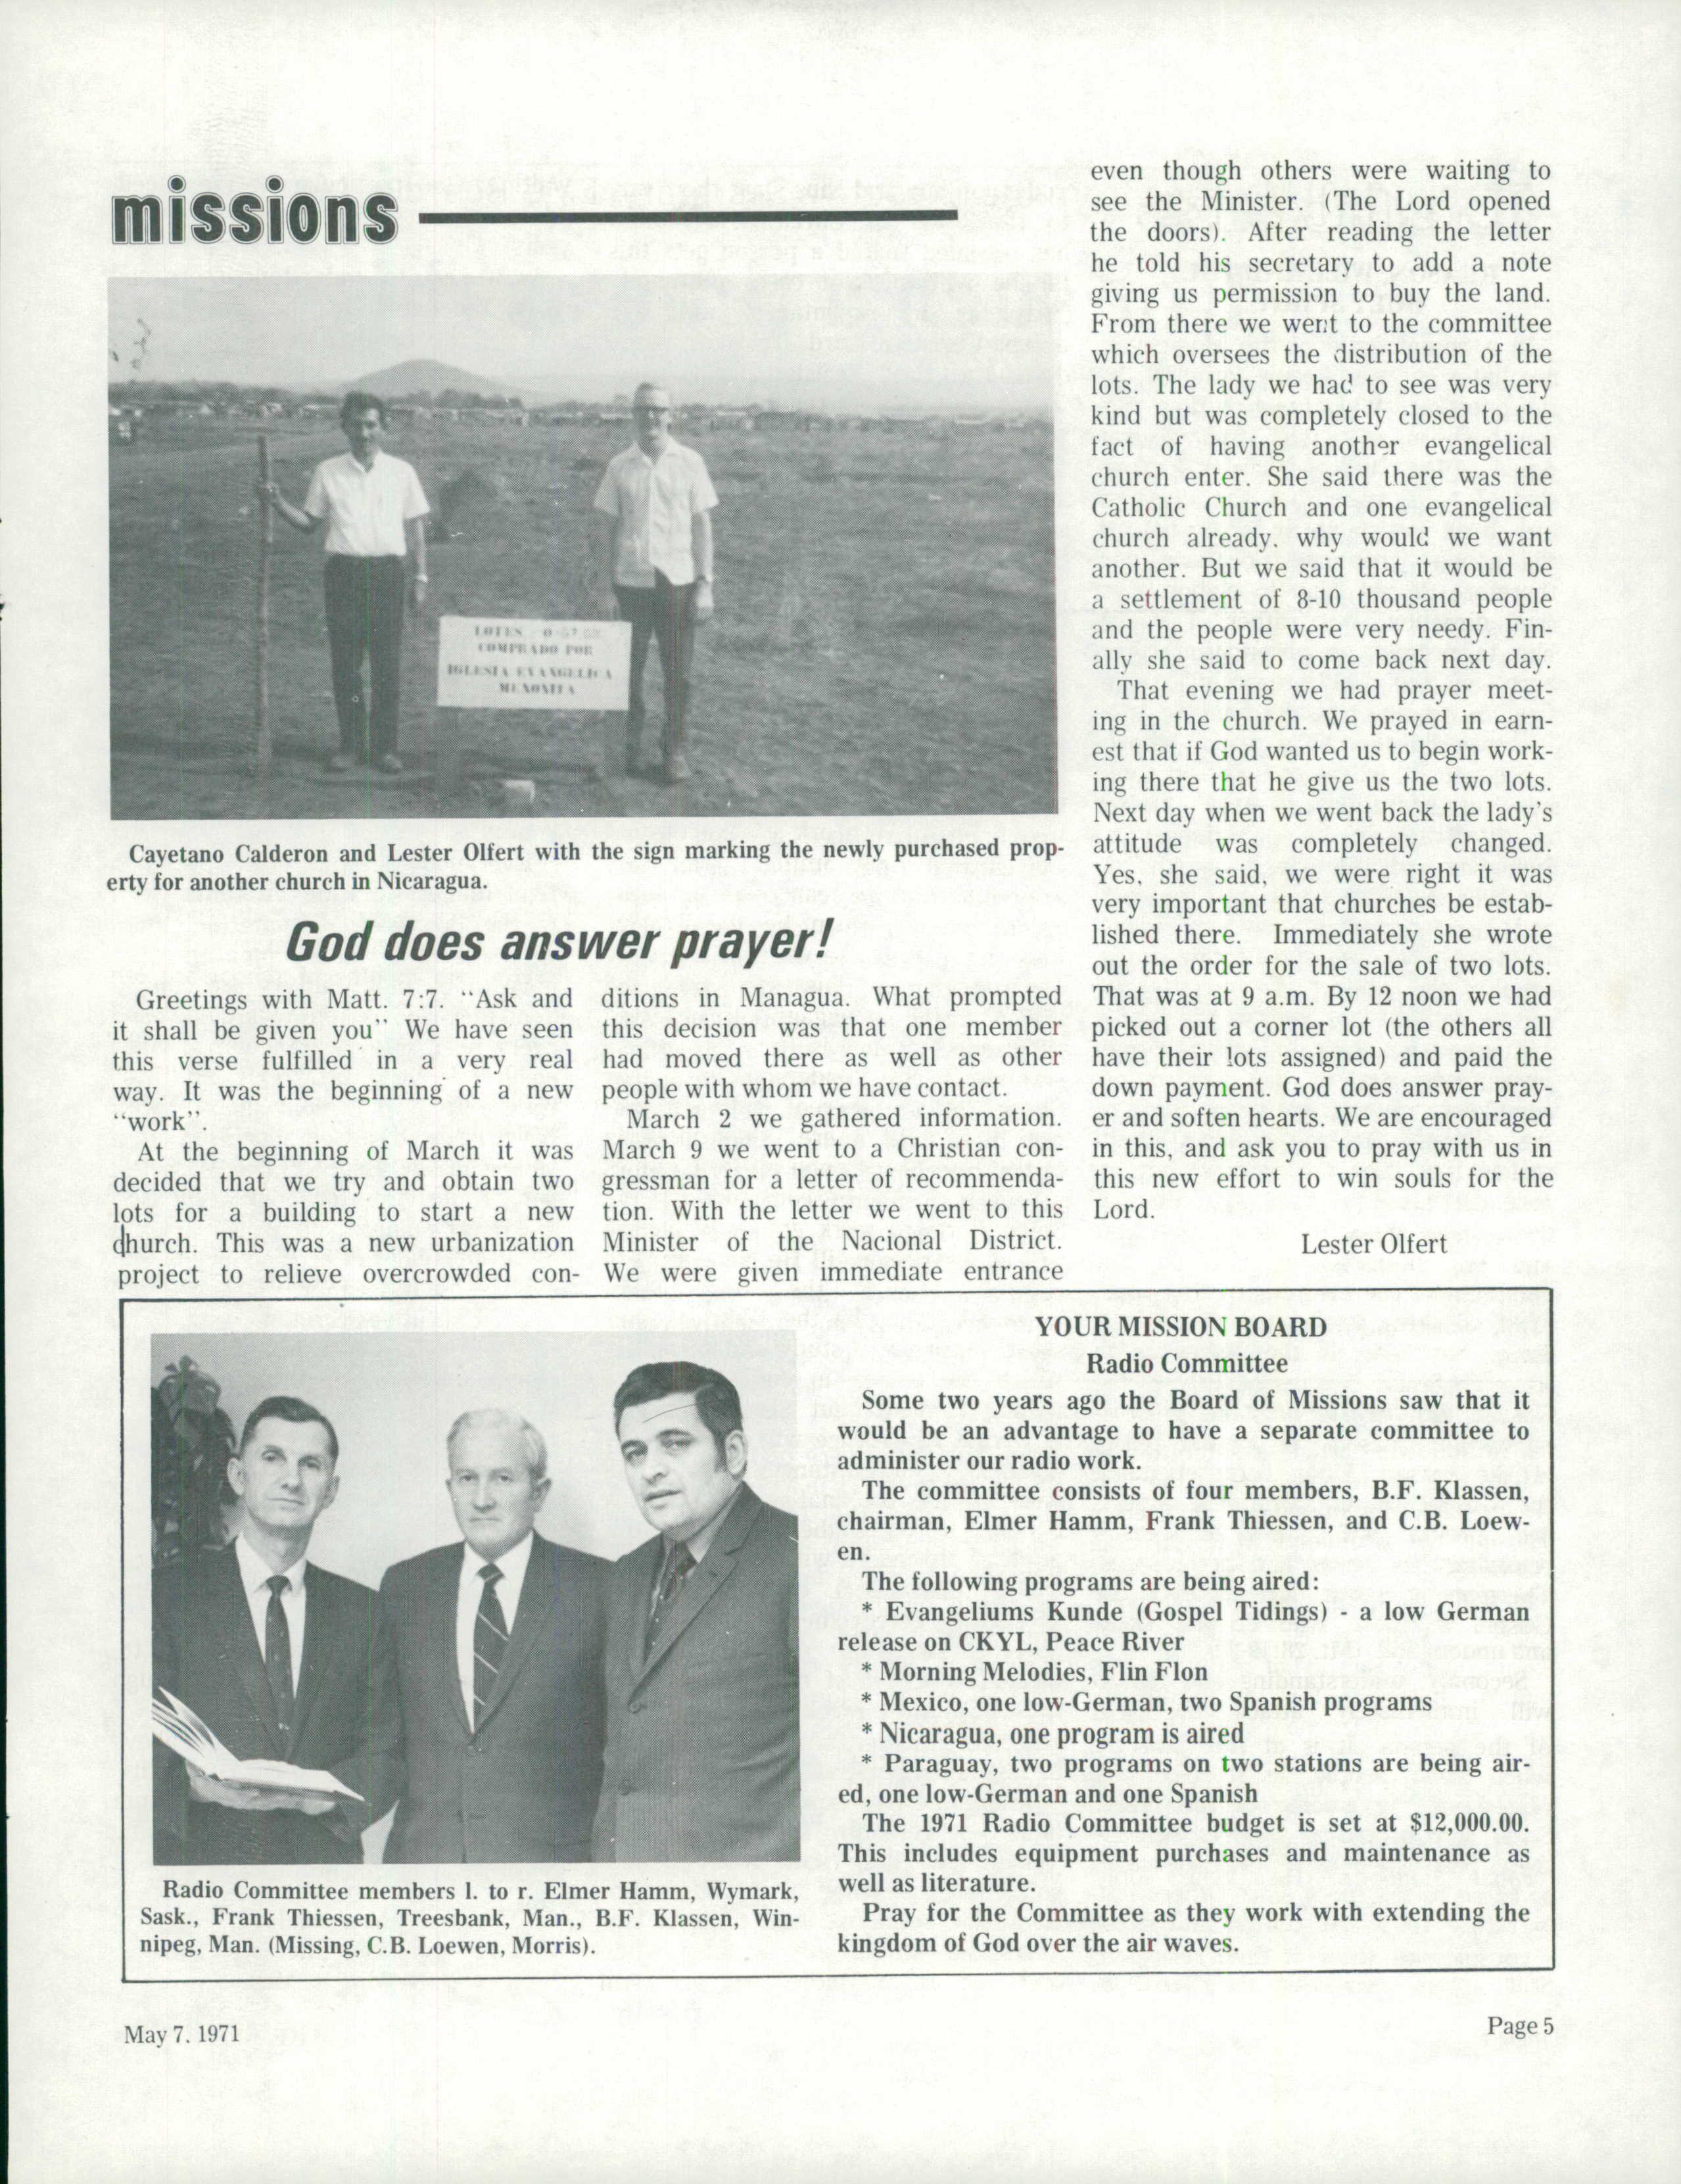 missions
LOTES
COMPRADO POR
IGLESIA EVANGELICA
MENONITA
Cayetano Calderon and Lester Olfert with the sign marking the newly purchased prop-
erty for another church in Nicaragua.
God does answer prayer!
Greetings with Matt. 7:7. "Ask and
it shall be given you" We have seen
this verse fulfilled in a very real
way. It was the beginning of a new
"work".
At the beginning of March it was
decided that we try and obtain two
lots for a building to start a new
church. This was a new urbanization
project to relieve overcrowded con-
ditions in Managua. What prompted
this decision was that one member
had moved there as well as other
people with whom we have contact.
March 2 we gathered information.
March 9 we went to a Christian con-
gressman for a letter of recommenda-
tion. With the letter we went to this
Minister of the Nacional District.
We were given immediate entrance
even though others were waiting to
see the Minister. (The Lord opened
the doors). After reading the letter
he told his secretary to add a note
giving us permission to buy the land.
From there we went to the committee
which oversees the distribution of the
lots. The lady we had to see was very
kind but was completely closed to the
fact of having another evangelical
church enter. She said there was the
Catholic Church and one evangelical
church already. why would we want
another. But we said that it would be
a settlement of 8-10 thousand people
and the people were very needy. Fin-
ally she said to come back next day.
That evening we had prayer meet-
ing in the church. We prayed in earn-
est that if God wanted us to begin work-
ing there that he give us the two lots.
Next day when we went back the lady's
attitude was completely changed.
Yes, she said, we were right it was
very important that churches be estab-
lished there. Immediately she wrote
out the order for the sale of two lots.
That was at 9 a.m. By 12 noon we had
picked out a corner lot (the others all
have their lots assigned) and paid the
down payment. God does answer pray-
er and soften hearts. We are encouraged
in this, and ask you to pray with us in
this new effort to win souls for the
Lord.
Lester Olfert
Radio Committee members l. to r. Elmer Hamm, Wymark,
Sask., Frank Thiessen, Treesbank, Man., B.F. Klassen, Win-
nipeg, Man. (Missing, C.B. Loewen, Morris).
YOUR MISSION BOARD
Radio Committee
Some two years ago the Board of Missions saw that it
would be an advantage to have a separate committee to
administer our radio work.
The committee consists of four members, B.F. Klassen,
chairman, Elmer Hamm, Frank Thiessen, and C.B. Loew-
en.
The following programs are being aired:
* Evangeliums Kunde (Gospel Tidings) - a low German
release on CKYL, Peace River
* Morning Melodies, Flin Flon
* Mexico, one low-German, two Spanish programs
* Nicaragua, one program is aired
* Paraguay, two programs on two stations are being air-
ed, one low-German and one Spanish
The 1971 Radio Committee budget is set at $12,000.00.
This includes equipment purchases and maintenance as
well as literature.
Pray for the Committee as they work with extending the
kingdom of God over the air waves.
May 7. 1971
Page 5